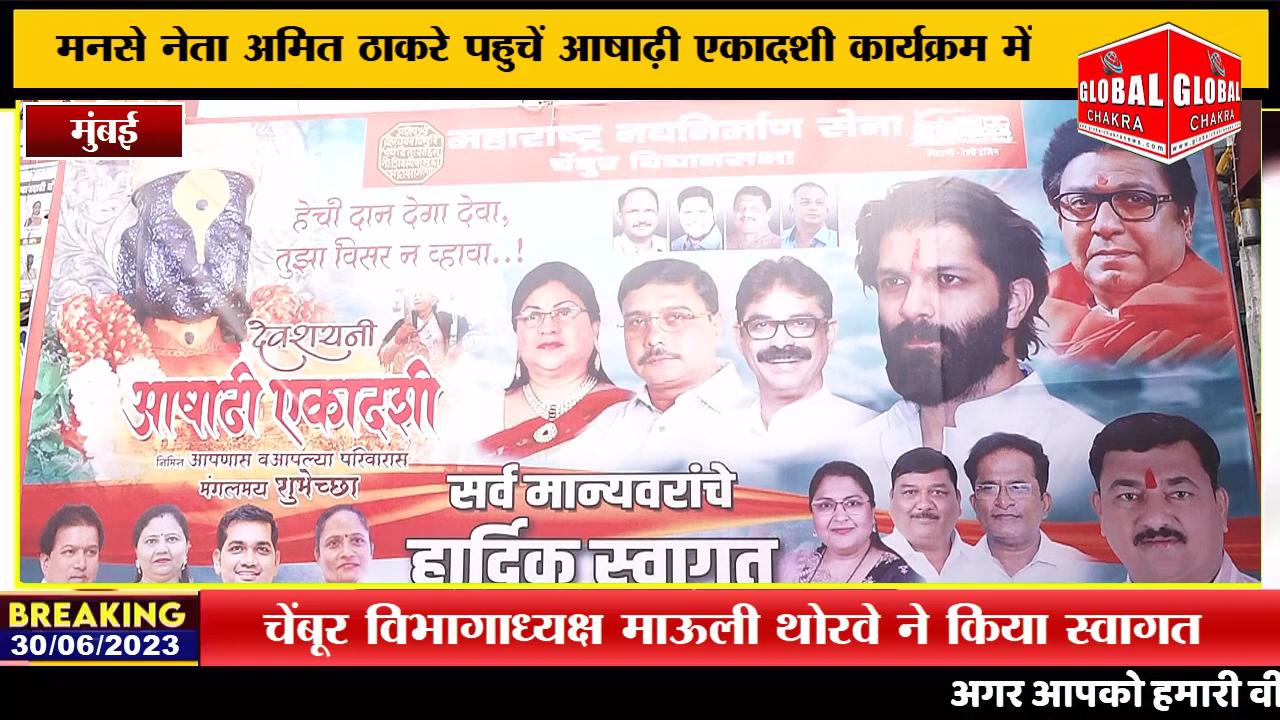 मनसे नेता अमित ठाकरे पहुचें आषाढ़ी एकादशी कार्यक्रम में
GLOBAL GLOBAL
CHAKRA CHAKRA
मुंबई
महाराष्ट्र नवनिर्माण सेना
चेंबुर विधानसभा
निशाणी - रेल्वे इंजिन
हेची दान देगा देवा,
तुझा विसर न व्हावा..!
देवशयनी
आषाढी एकादशी
निमित्त आपणास व आपल्या परिवारास
मंगलमय शुभेच्छा
सर्व मान्यवरांचे
हार्दिक स्वागत
BREAKING
30/06/2023
चेंबूर विभागाध्यक्ष माऊली थोरवे ने किया स्वागत
अगर आपको हमारी वी